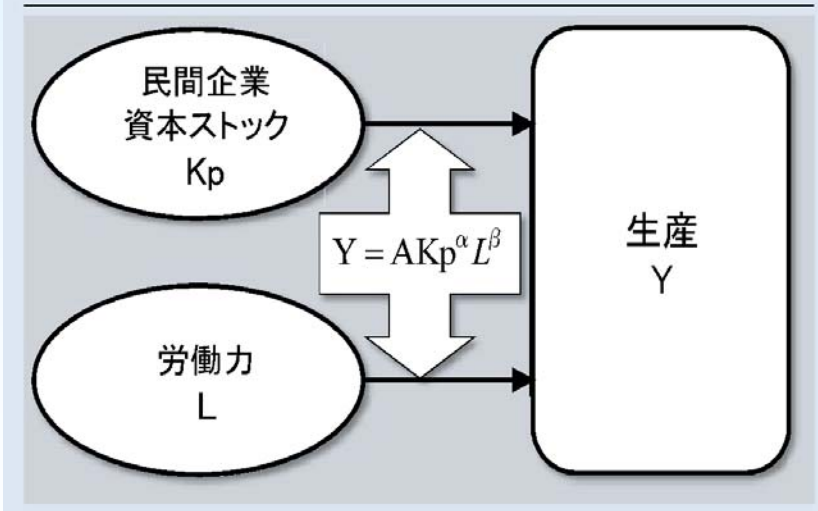 民間企業
資本ストック
Kp
Y = AKp^α L^β
生産
Y
労働力
L